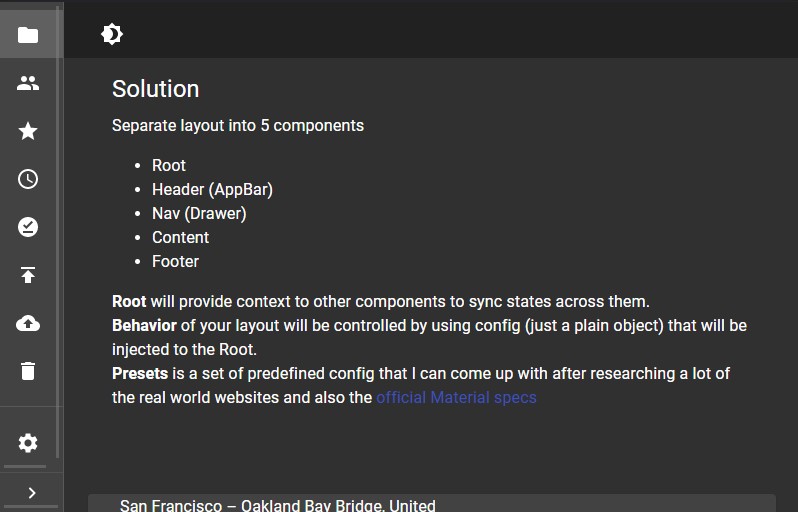 Solution
Separate layout into 5 components
Root
Header (AppBar)
Nav (Drawer)
Content
Footer
Root will provide context to other components to sync states across them.
Behavior of your layout will be controlled by using config (just a plain object) that will be
injected to the Root.
Presets is a set of predefined config that I can come up with after researching a lot of
the real world websites and also the official Material specs
San Francisco – Oakland Bay Bridge, United